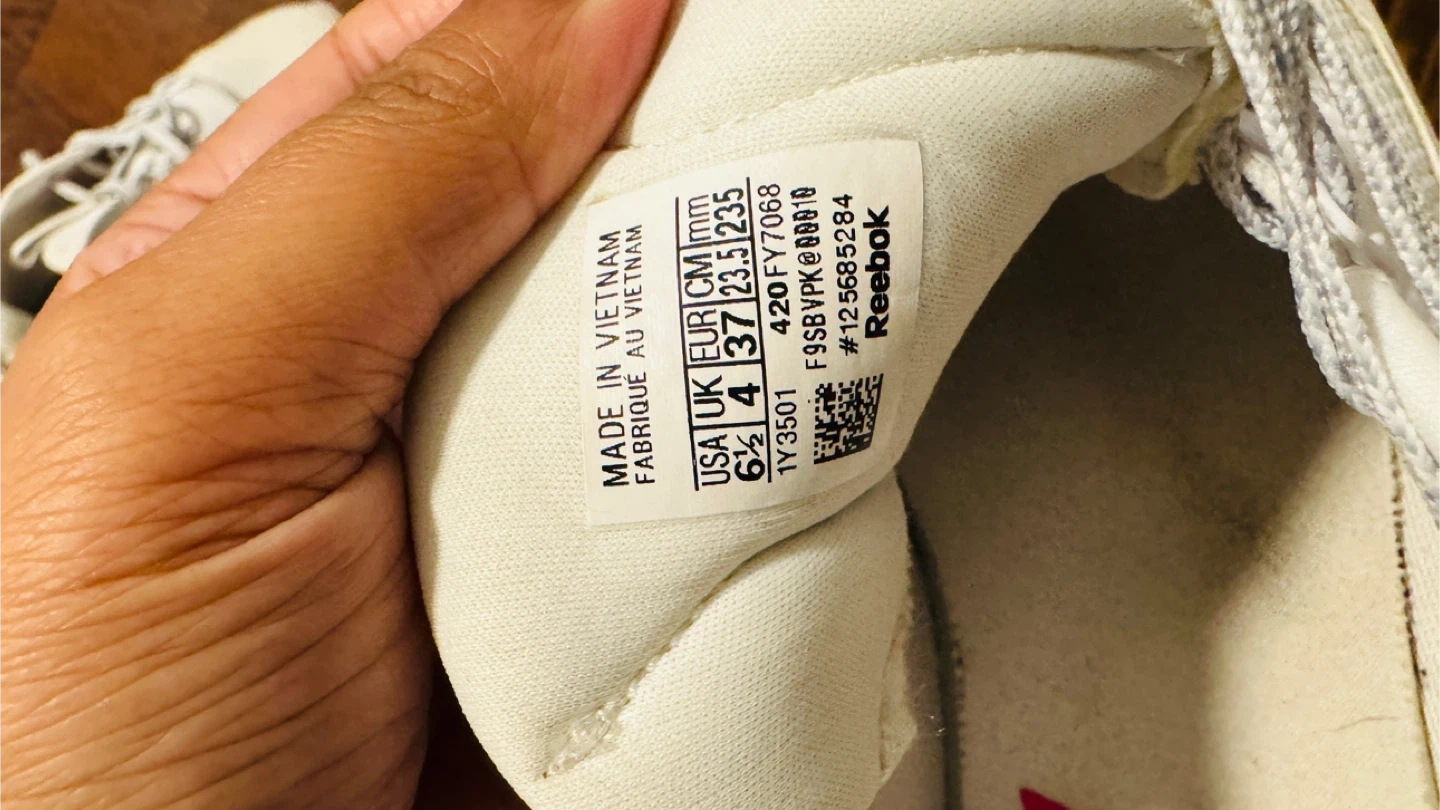 MADE IN VIETNAM
FABRIQUÉ AU VIETNAM
USA UK EUR CM mm
6½ 4 37 23.5 235
1Y3501 420 FY7068
F9SBVPK@00010
#125685284
Reebok